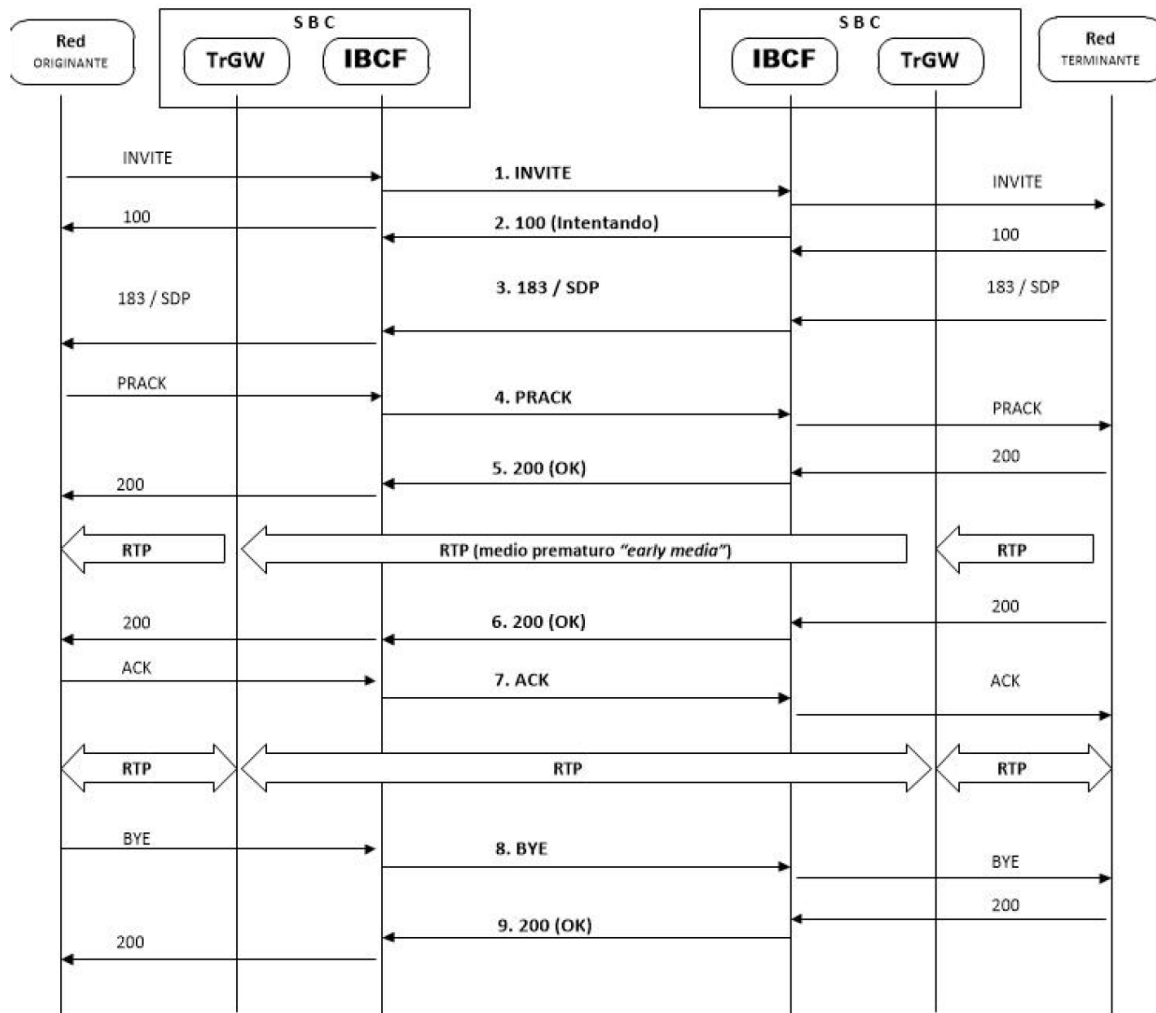 S B C
S B C
Red
ORIGINANTE
TrGW
IBCF
IBCF
TrGW
Red
TERMINANTE
INVITE
1. INVITE
INVITE
100
2. 100 (Intentando)
100
183 / SDP
3. 183 / SDP
183 / SDP
PRACK
4. PRACK
PRACK
200
5. 200 (OK)
200
RTP
RTP (medio prematuro “early media”)
RTP
200
6. 200 (OK)
200
ACK
7. ACK
ACK
RTP
RTP
RTP
BYE
8. BYE
BYE
200
9. 200 (OK)
200